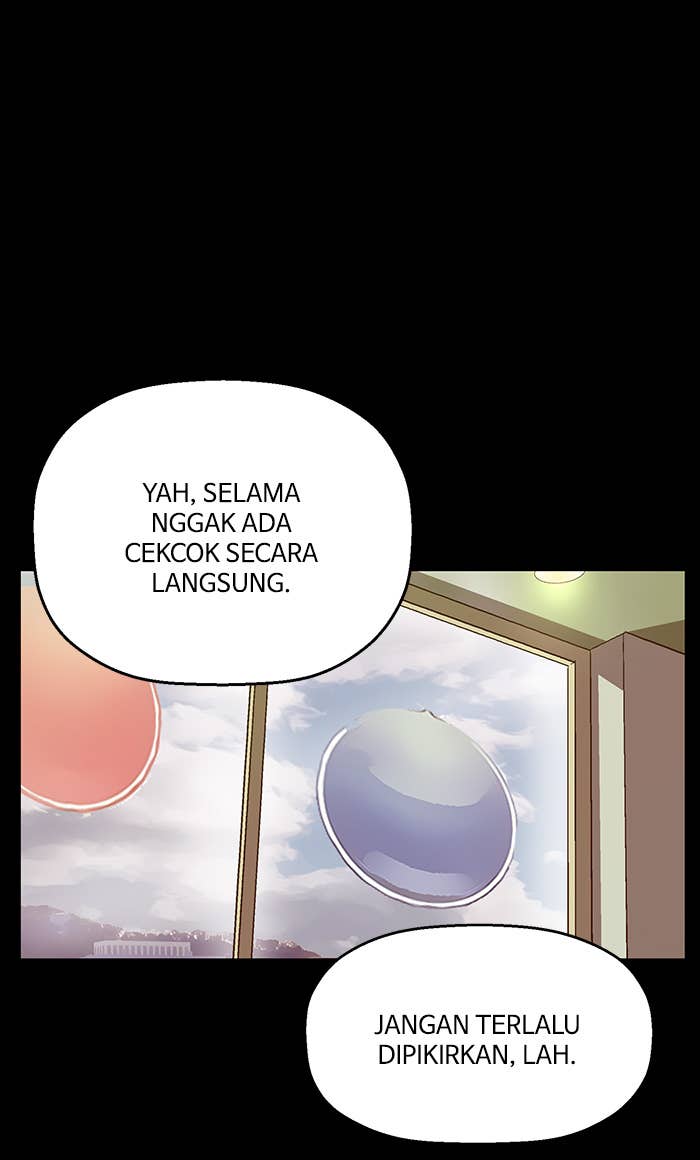 YAH, SELAMA
NGGAK ADA
CEKCOK SECARA
LANGSUNG.
JANGAN TERLALU
DIPIKIRKAN, LAH.